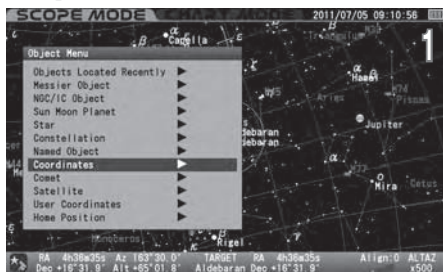 SCOPE MODE CHART MODE 2011/07/05 09:10:56
1
Capella
Object Menu
Objects Located Recently
Messier Object
NGC/IC Object
Sun Moon Planet
Star
Constellation
Named Object
Coordinates
Comet
Satellite
User Coordinates
Home Position
α
β
ε
Hamal
M74
Aries
Pisces
Jupiter
Mira
Cetus
Rigel
RA 4h36m35s Az 163°30.0' TARGET RA 4h36m35s Align:0 ALTAZ
Dec +16°31.9' Alt +65°01.8' Aldebaran Dec +16°31.9' x500